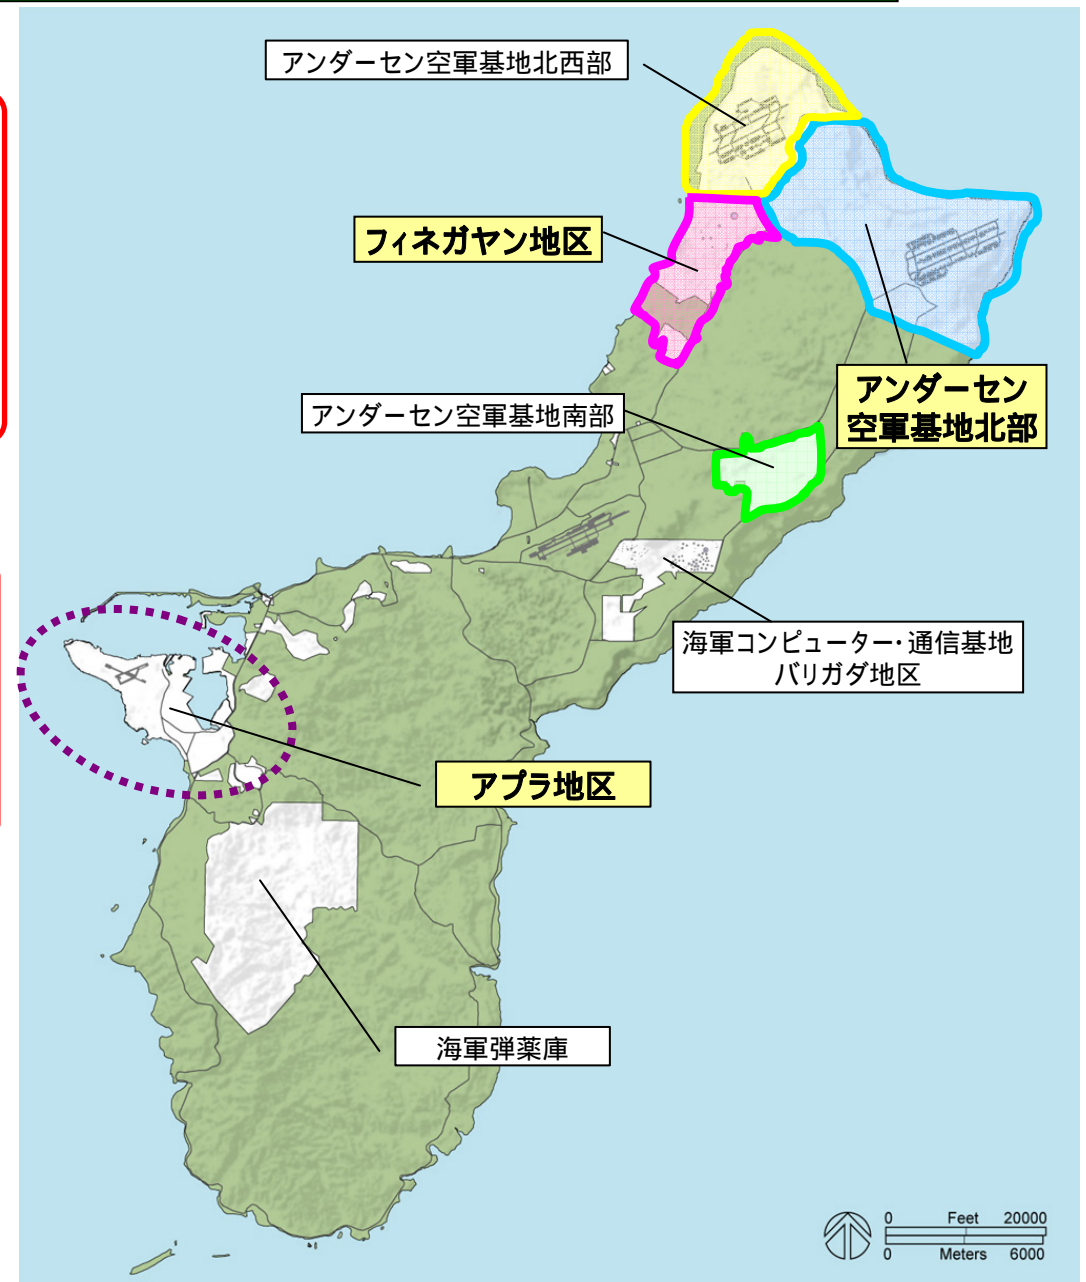 アンダーセン空軍基地北西部
フィネガヤン地区
アンダーセン
空軍基地北部
アンダーセン空軍基地南部
海軍コンピューター・通信基地
バリガダ地区
アプラ地区
海軍弾薬庫
0 Feet 20000
0 Meters 6000